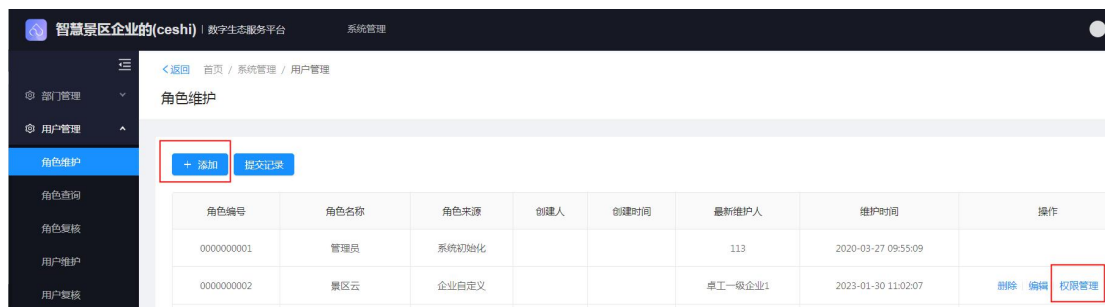 智慧景区企业的(ceshi) | 数字生态服务平台 系统管理
<返回 首页 / 系统管理 / 用户管理
部门管理
角色维护
用户管理
角色维护
+ 添加 提交记录
角色查询
角色编号 角色名称 角色来源 创建人 创建时间 最新维护人 维护时间 操作
角色复核
0000000001 管理员 系统初始化 113 2020-03-27 09:55:09
用户维护
0000000002 景区云 企业自定义 卓工一级企业1 2023-01-30 11:02:07 删除 编辑 权限管理
用户复核